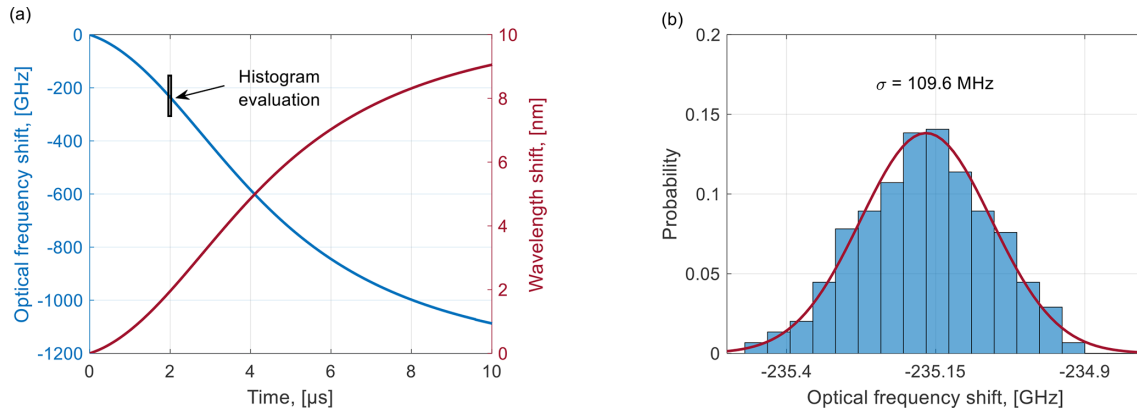 (a)
0
-200
-400
-600
-800
-1000
-1200
Optical frequency shift, [GHz]
Histogram
evaluation
10
8
6
4
2
0
Wavelength shift, [nm]
0 2 4 6 8 10
Time, [µs]
(b)
0.2
0.15
0.1
0.05
0
Probability
σ = 109.6 MHz
-235.4 -235.15 -234.9
Optical frequency shift, [GHz]